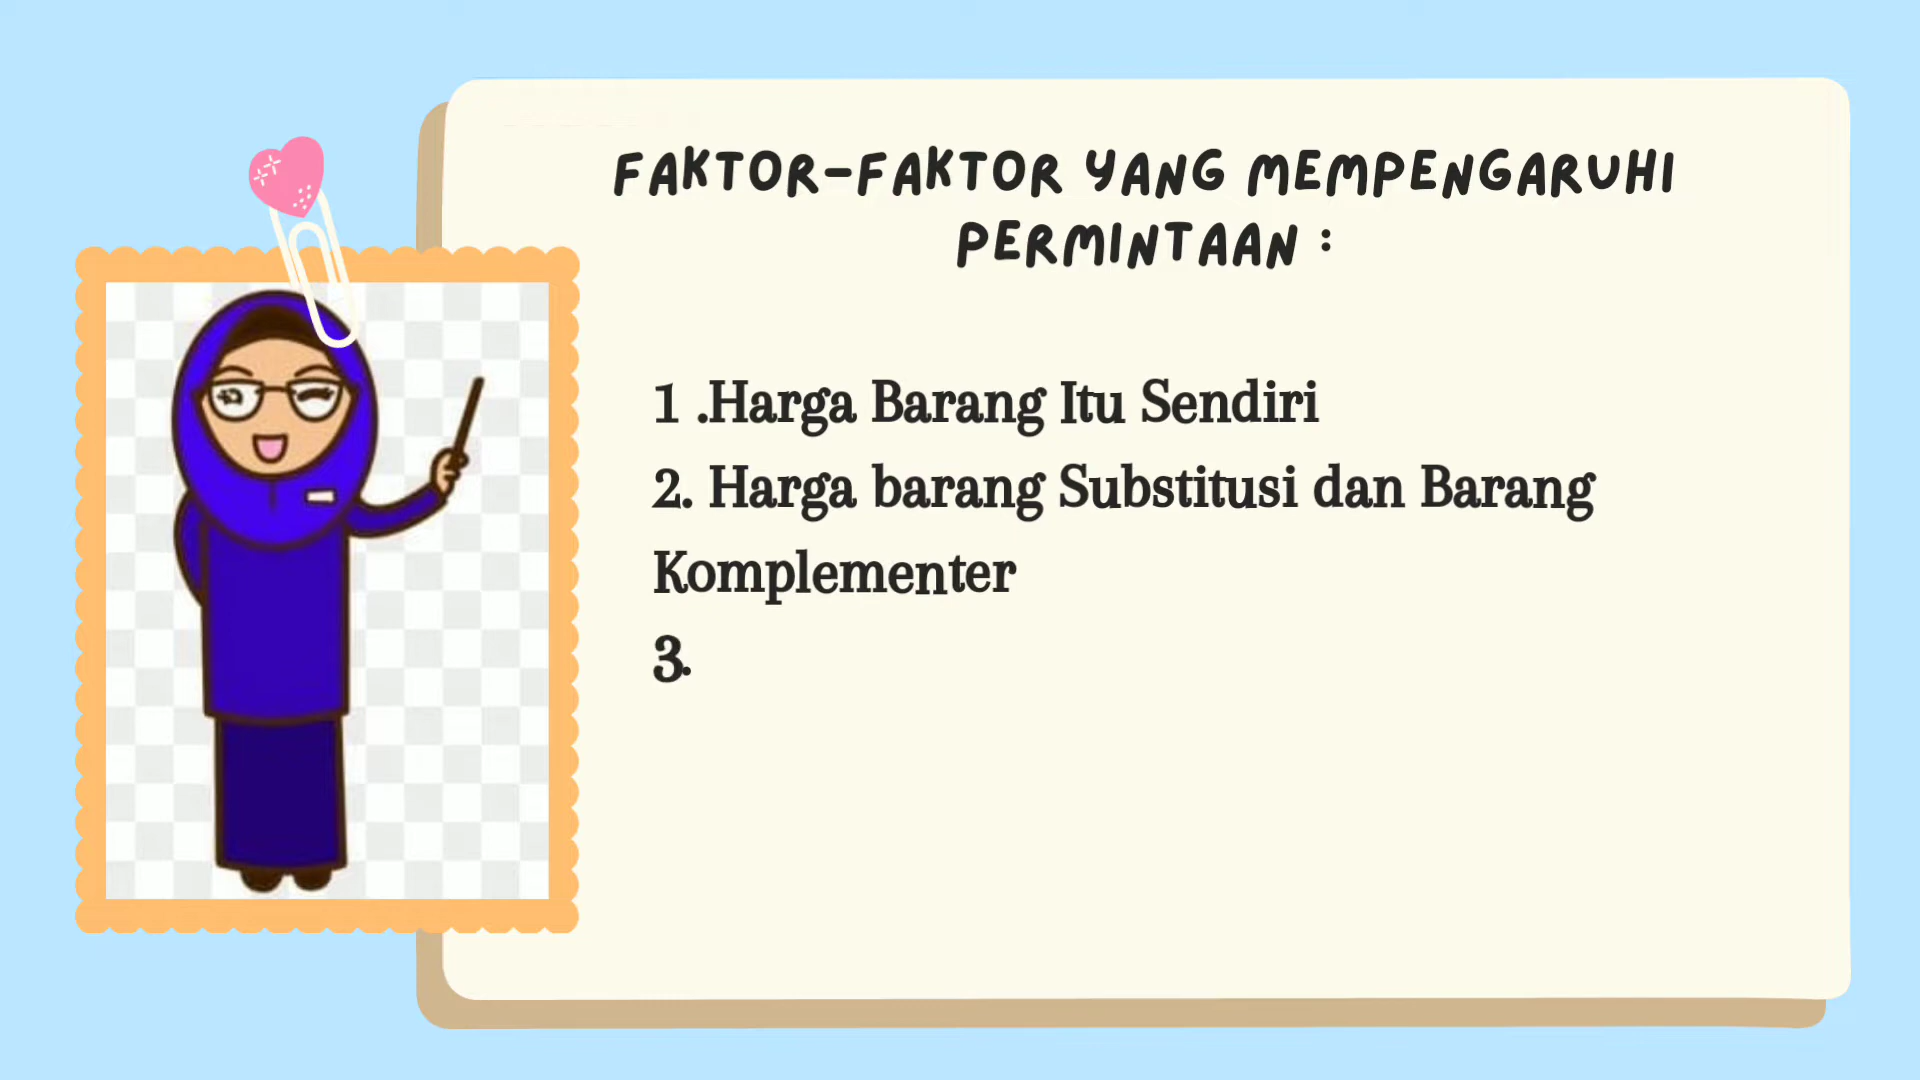 FAKTOR-FAKTOR YANG MEMPENGARUHI
PERMINTAAN :
1 .Harga Barang Itu Sendiri
2. Harga barang Substitusi dan Barang
Komplementer
3.